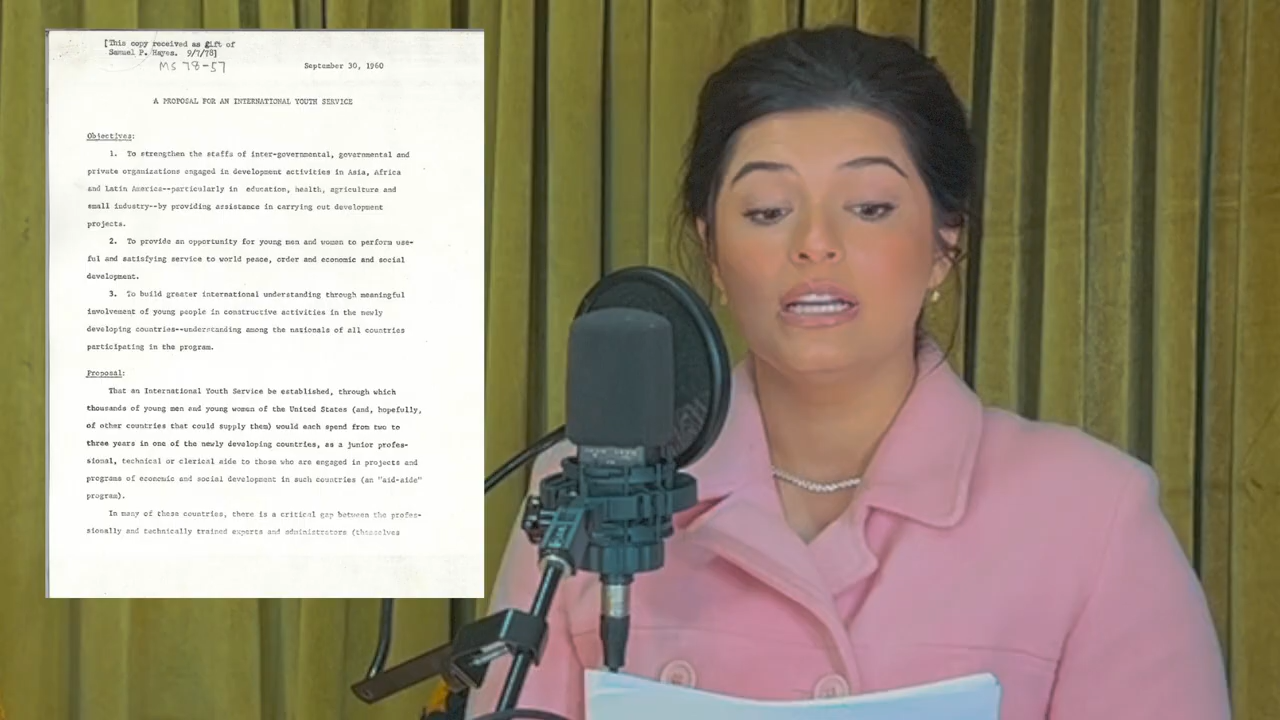 [This copy received as gift of
Samuel P. Hayes. 9/7/78]
MS 78-57
September 30, 1960
A PROPOSAL FOR AN INTERNATIONAL YOUTH SERVICE
Objectives:
1. To strengthen the staffs of inter-governmental, governmental and
private organizations engaged in development activities in Asia, Africa
and Latin America--particularly in education, health, agriculture and
small industry--by providing assistance in carrying out development
projects.
2. To provide an opportunity for young men and women to perform use-
ful and satisfying service to world peace, order and economic and social
development.
3. To build greater international understanding through meaningful
involvement of young people in constructive activities in the newly
developing countries--understanding among the nationals of all countries
participating in the program.
Proposal:
That an International Youth Service be established, through which
thousands of young men and young women of the United States (and, hopefully,
of other countries that could supply them) would each spend from two to
three years in one of the newly developing countries, as a junior profes-
sional, technical or clerical aide to those who are engaged in projects and
programs of economic and social development in such countries (an "aid-aide"
program).
In many of these countries, there is a critical gap between the profes-
sionally and technically trained experts and administrators (themselves